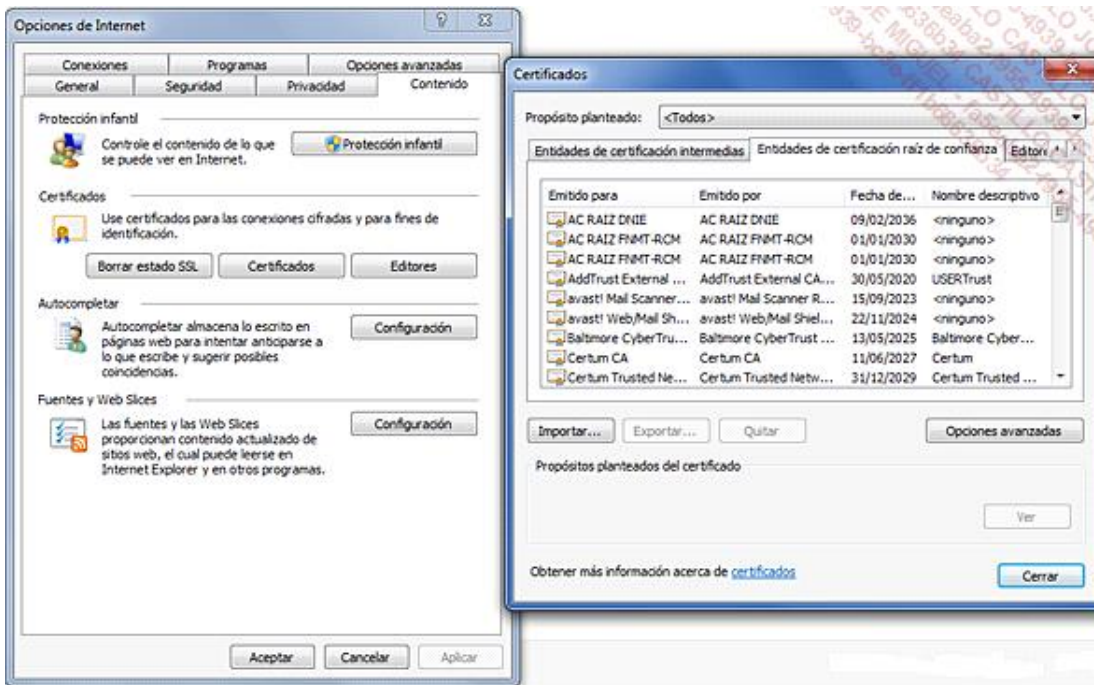 Opciones de Internet
Conexiones Programas Opciones avanzadas
General Seguridad Privacidad Contenido
Protección infantil
Controle el contenido de lo que
se puede ver en Internet.
Protección infantil
Certificados
Use certificados para las conexiones cifradas y para fines de
identificación.
Borrar estado SSL Certificados Editores
Autocompletar
Autocompletar almacena lo escrito en
páginas web para intentar anticiparse a
lo que escribe y sugerir posibles
coincidencias.
Configuración
Fuentes y Web Slices
Las fuentes y las Web Slices
proporcionan contenido actualizado de
sitios web, el cual puede leerse en
Internet Explorer y en otros programas.
Configuración
Aceptar Cancelar Aplicar
Certificados
Propósito planteado: <Todos>
Entidades de certificación intermedias Entidades de certificación raíz de confianza Editore
Emitido para Emitido por Fecha de... Nombre descriptivo
AC RAIZ DNIE AC RAIZ DNIE 09/02/2036 <ninguno>
AC RAIZ FNMT-RCM AC RAIZ FNMT-RCM 01/01/2030 <ninguno>
AC RAIZ FNMT-RCM AC RAIZ FNMT-RCM 01/01/2030 <ninguno>
AddTrust External ... AddTrust External CA... 30/05/2020 USERTrust
avast! Mail Scanner... avast! Mail Scanner R... 15/09/2023 <ninguno>
avast! Web/Mail Sh... avast! Web/Mail Shiel... 22/11/2024 <ninguno>
Baltimore CyberTru... Baltimore CyberTrust ... 13/05/2025 Baltimore Cyber...
Certum CA Certum CA 11/06/2027 Certum
Certum Trusted Ne... Certum Trusted Netw... 31/12/2029 Certum Trusted ...
Importar... Exportar... Quitar Opciones avanzadas
Propósitos planteados del certificado
Ver
Obtener más información acerca de certificados
Cerrar